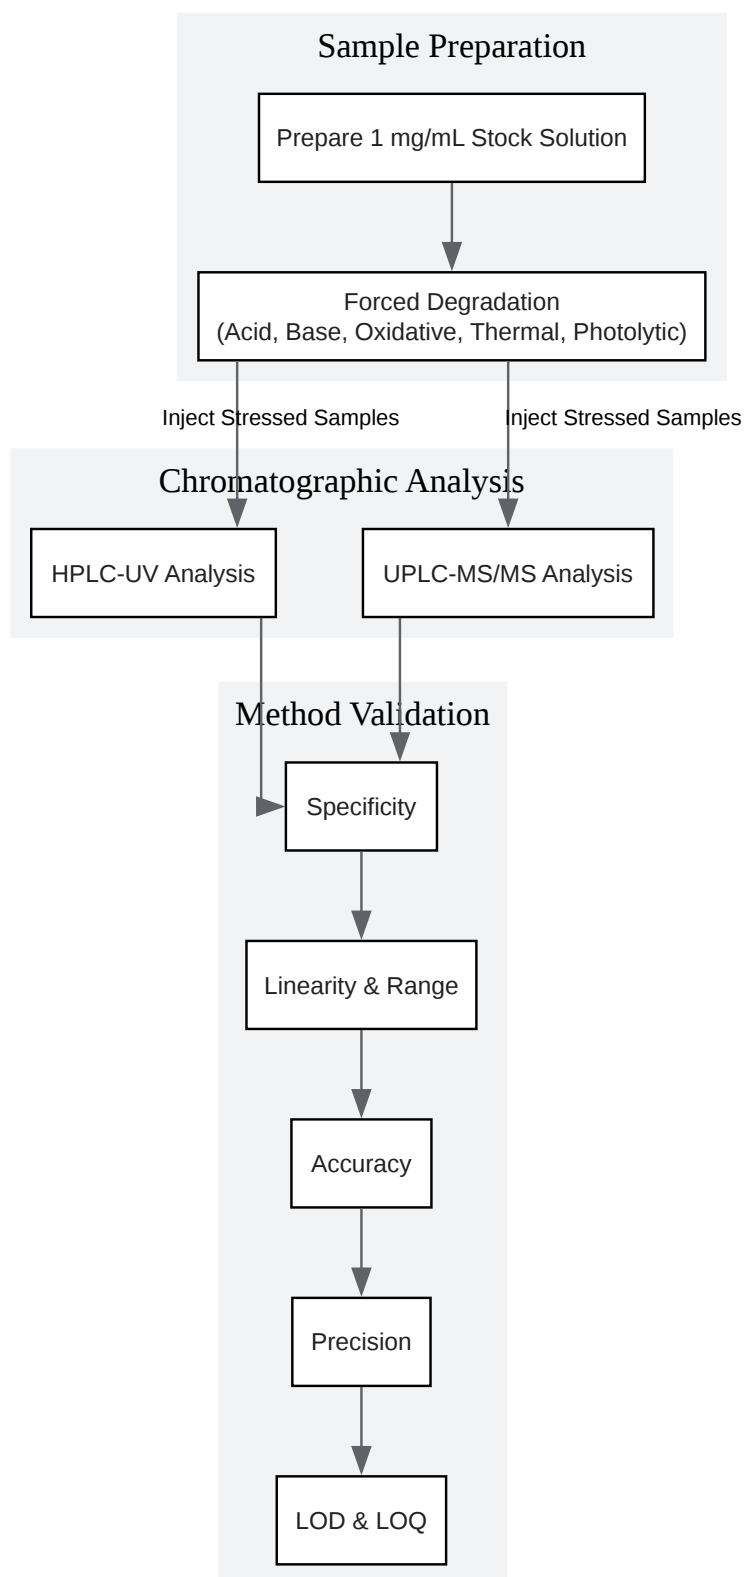 Sample Preparation
Prepare 1 mg/mL Stock Solution
Forced Degradation
(Acid, Base, Oxidative, Thermal, Photolytic)
Inject Stressed Samples
Inject Stressed Samples
Chromatographic Analysis
HPLC-UV Analysis
UPLC-MS/MS Analysis
Method Validation
Specificity
Linearity & Range
Accuracy
Precision
LOD & LOQ